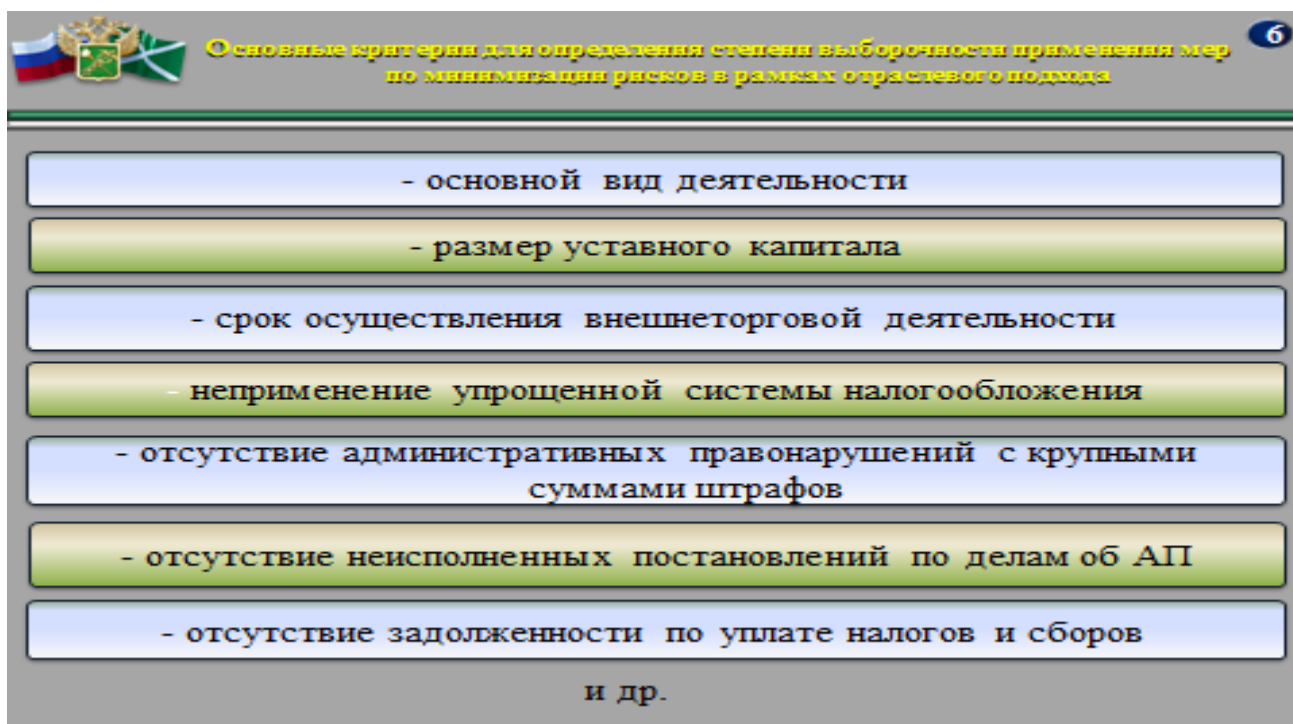 6
Основные критерии для определения степени выборочности применения мер
по минимизации рисков в рамках отраслевого подхода
- основной вид деятельности
- размер уставного капитала
- срок осуществления внешнеторговой деятельности
- неприменение упрощенной системы налогообложения
- отсутствие административных правонарушений с крупными
суммами штрафов
- отсутствие неисполненных постановлений по делам об АП
- отсутствие задолженности по уплате налогов и сборов
и др.